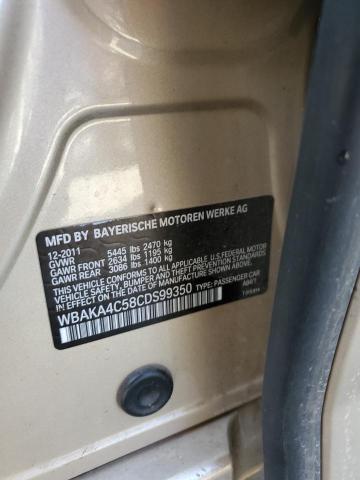 MFD BY BAYERISCHE MOTOREN WERKE AG
12-2011
GVWR 5445 lbs 2470 kg
GAWR FRONT 2634 lbs 1195 kg
GAWR REAR 3086 lbs 1400 kg
THIS VEHICLE CONFORMS TO ALL APPLICABLE U.S. FEDERAL MOTOR
VEHICLE SAFETY, BUMPER, AND THEFT PREVENTION STANDARDS
IN EFFECT ON THE DATE OF MANUFACTURE SHOWN ABOVE.
WBAKA4C58CDS99350 TYPE: PASSENGER CAR